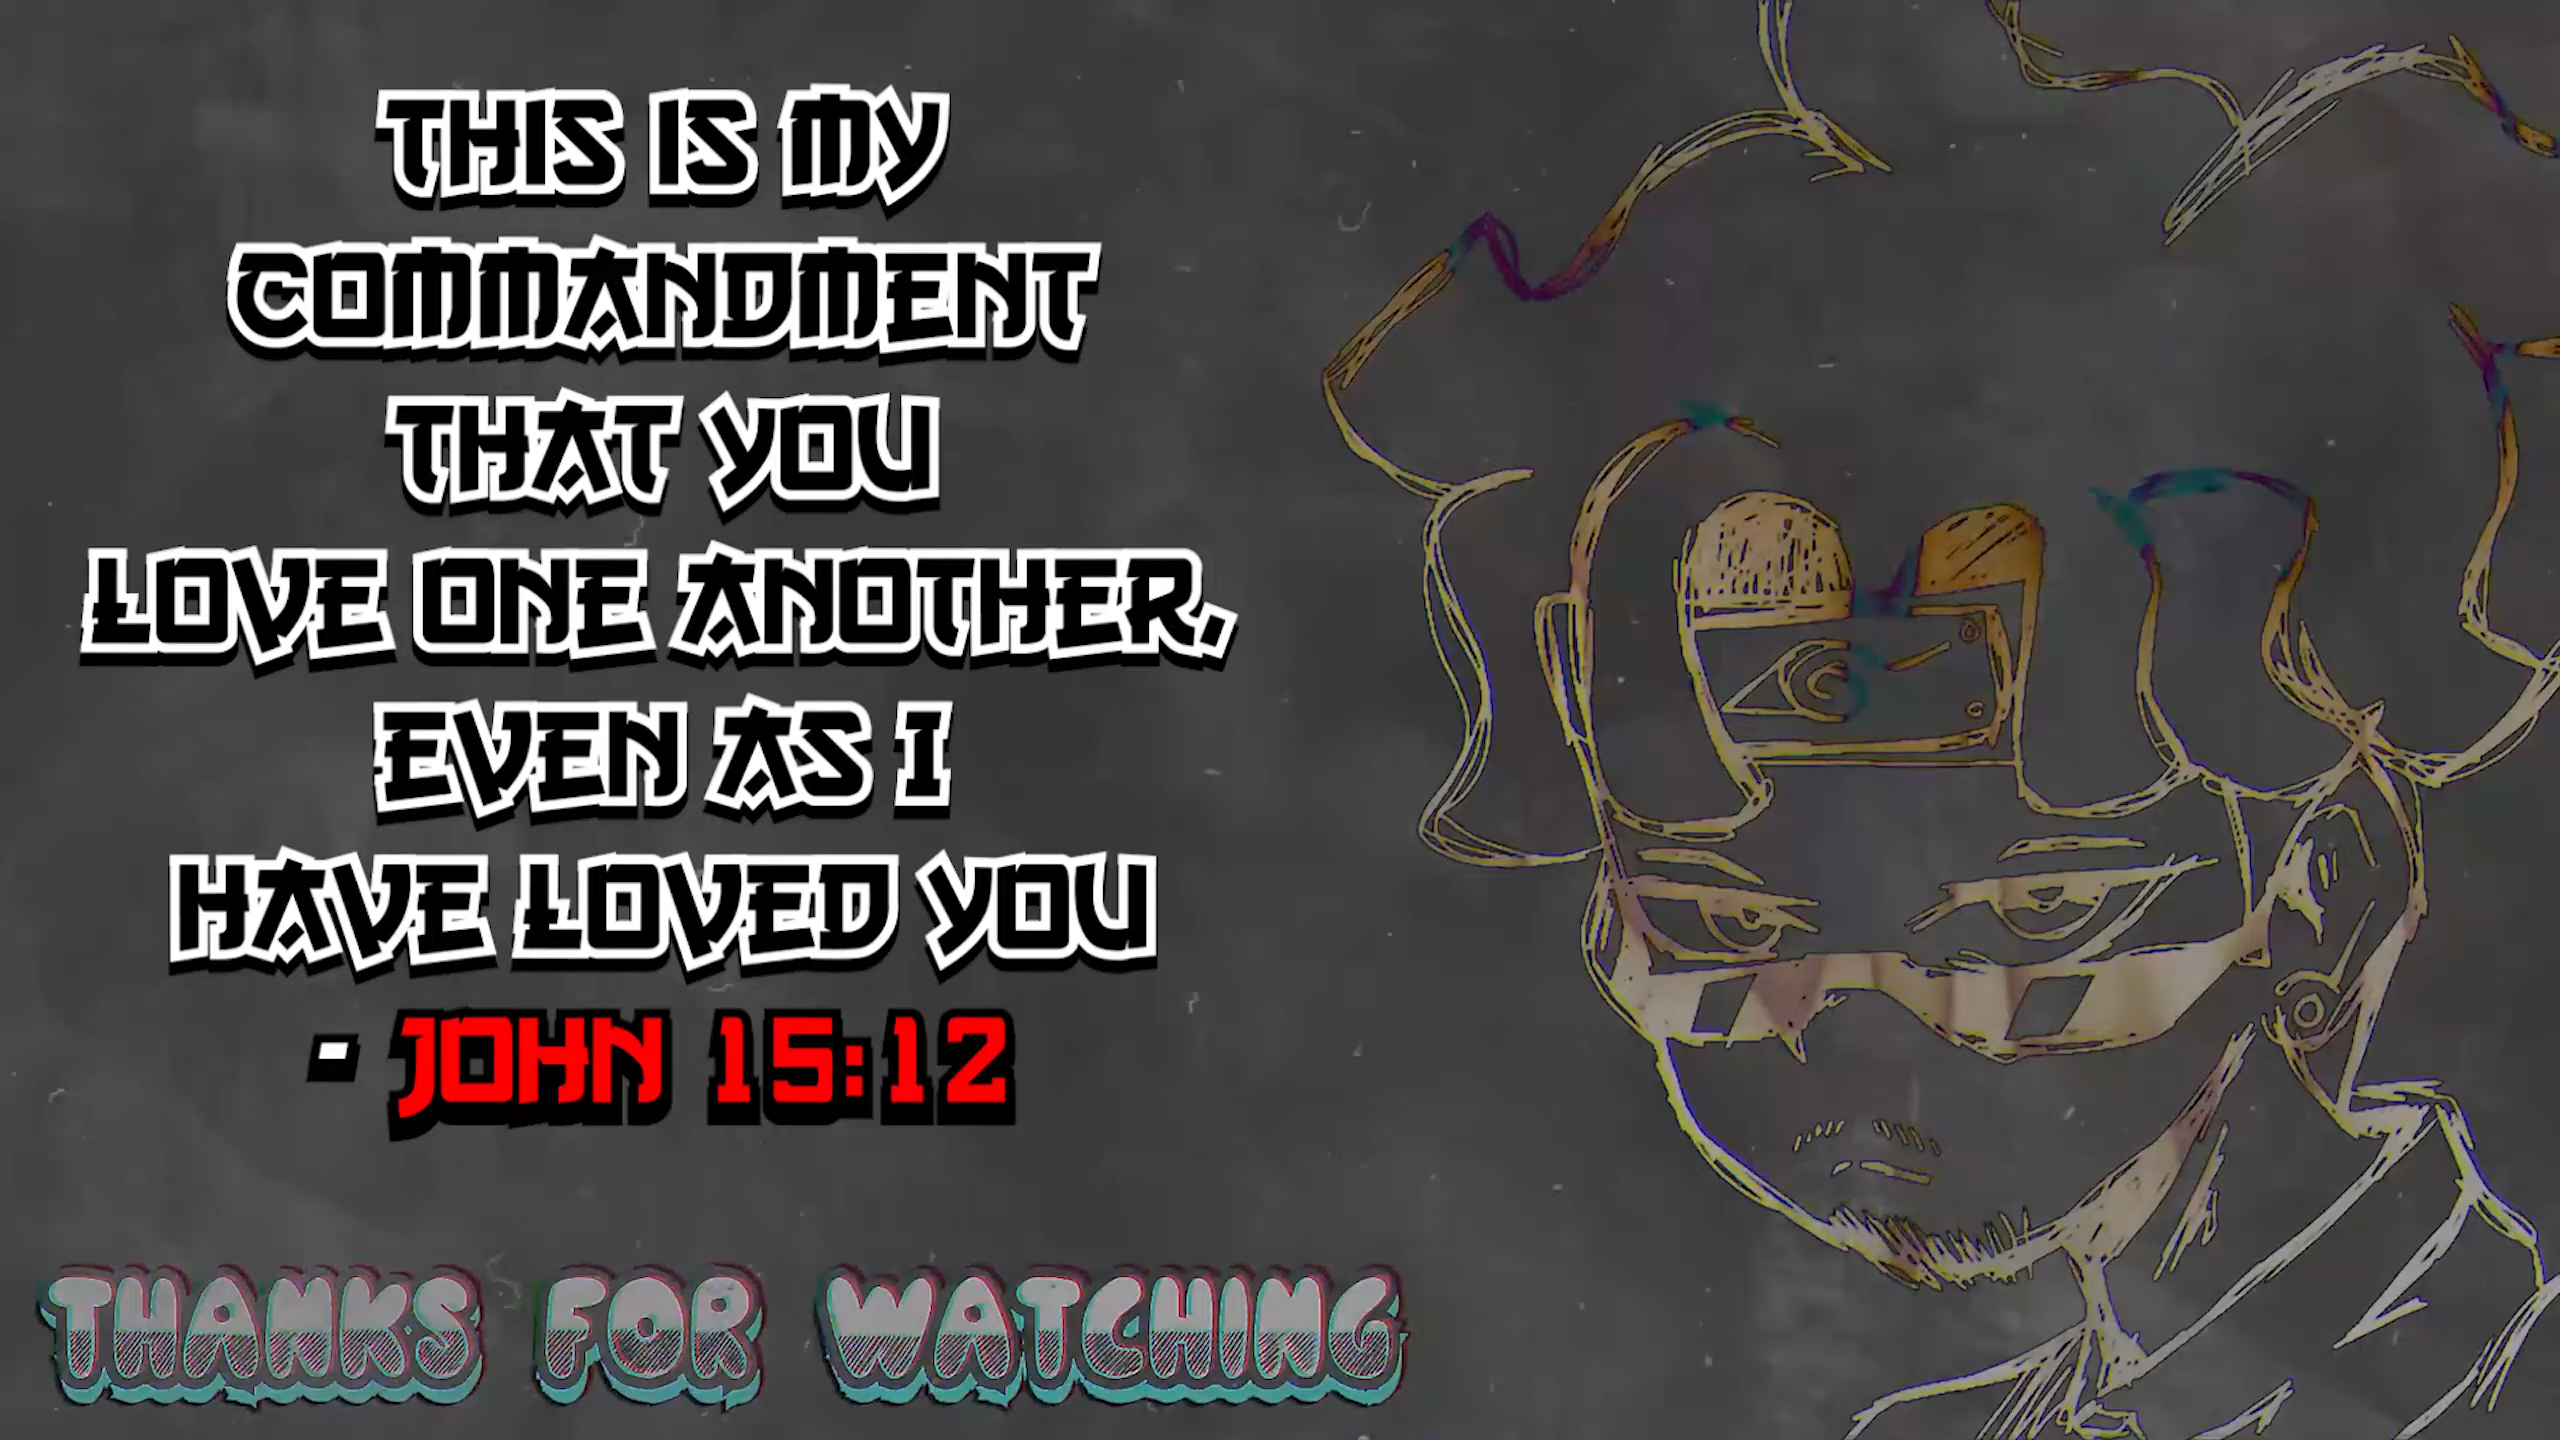 THIS IS MY
COMMANDMENT
THAT YOU
LOVE ONE ANOTHER,
EVEN AS I
HAVE LOVED YOU
- JOHN 15:12
THANKS FOR WATCHING